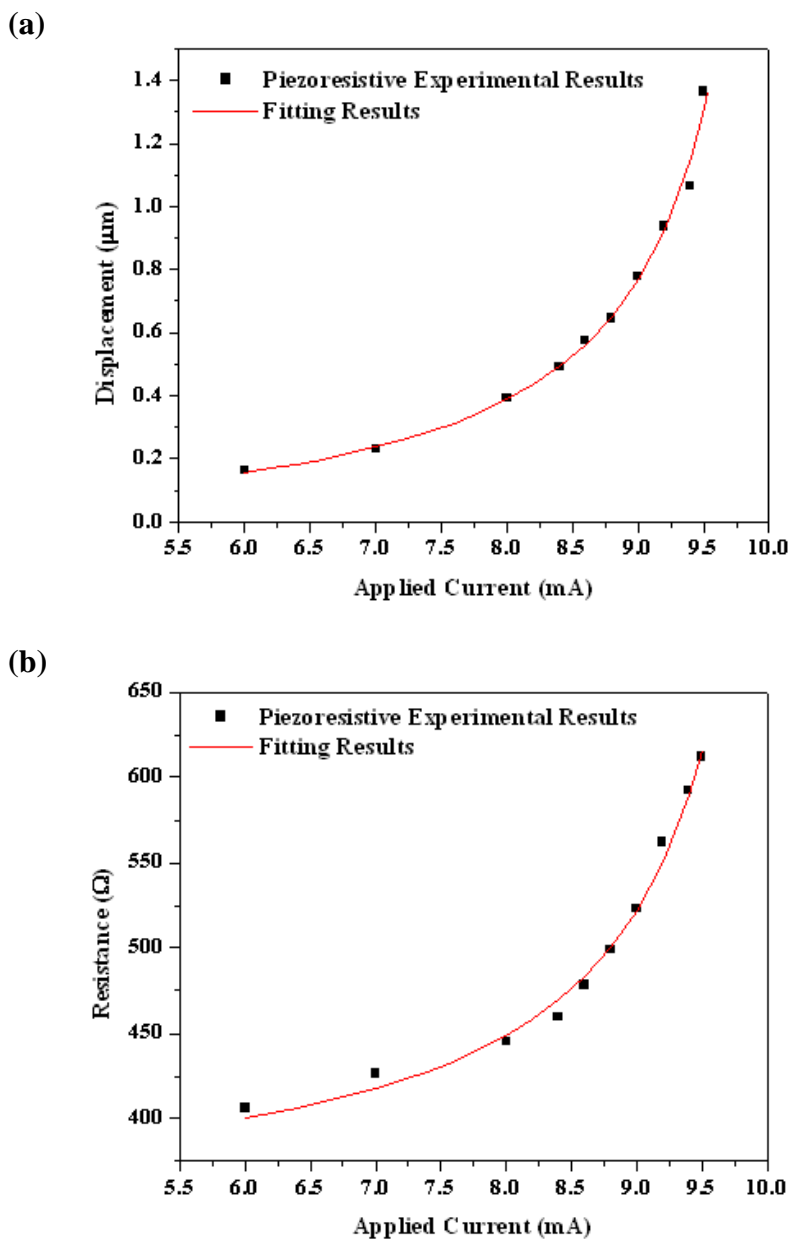 (a)
Piezoresistive Experimental Results
Fitting Results
1.4
1.2
1.0
0.8
0.6
0.4
0.2
0.0
Displacement (μm)
5.5 6.0 6.5 7.0 7.5 8.0 8.5 9.0 9.5 10.0
Applied Current (mA)
(b)
Piezoresistive Experimental Results
Fitting Results
650
600
550
500
450
400
Resistance (Ω)
5.5 6.0 6.5 7.0 7.5 8.0 8.5 9.0 9.5 10.0
Applied Current (mA)